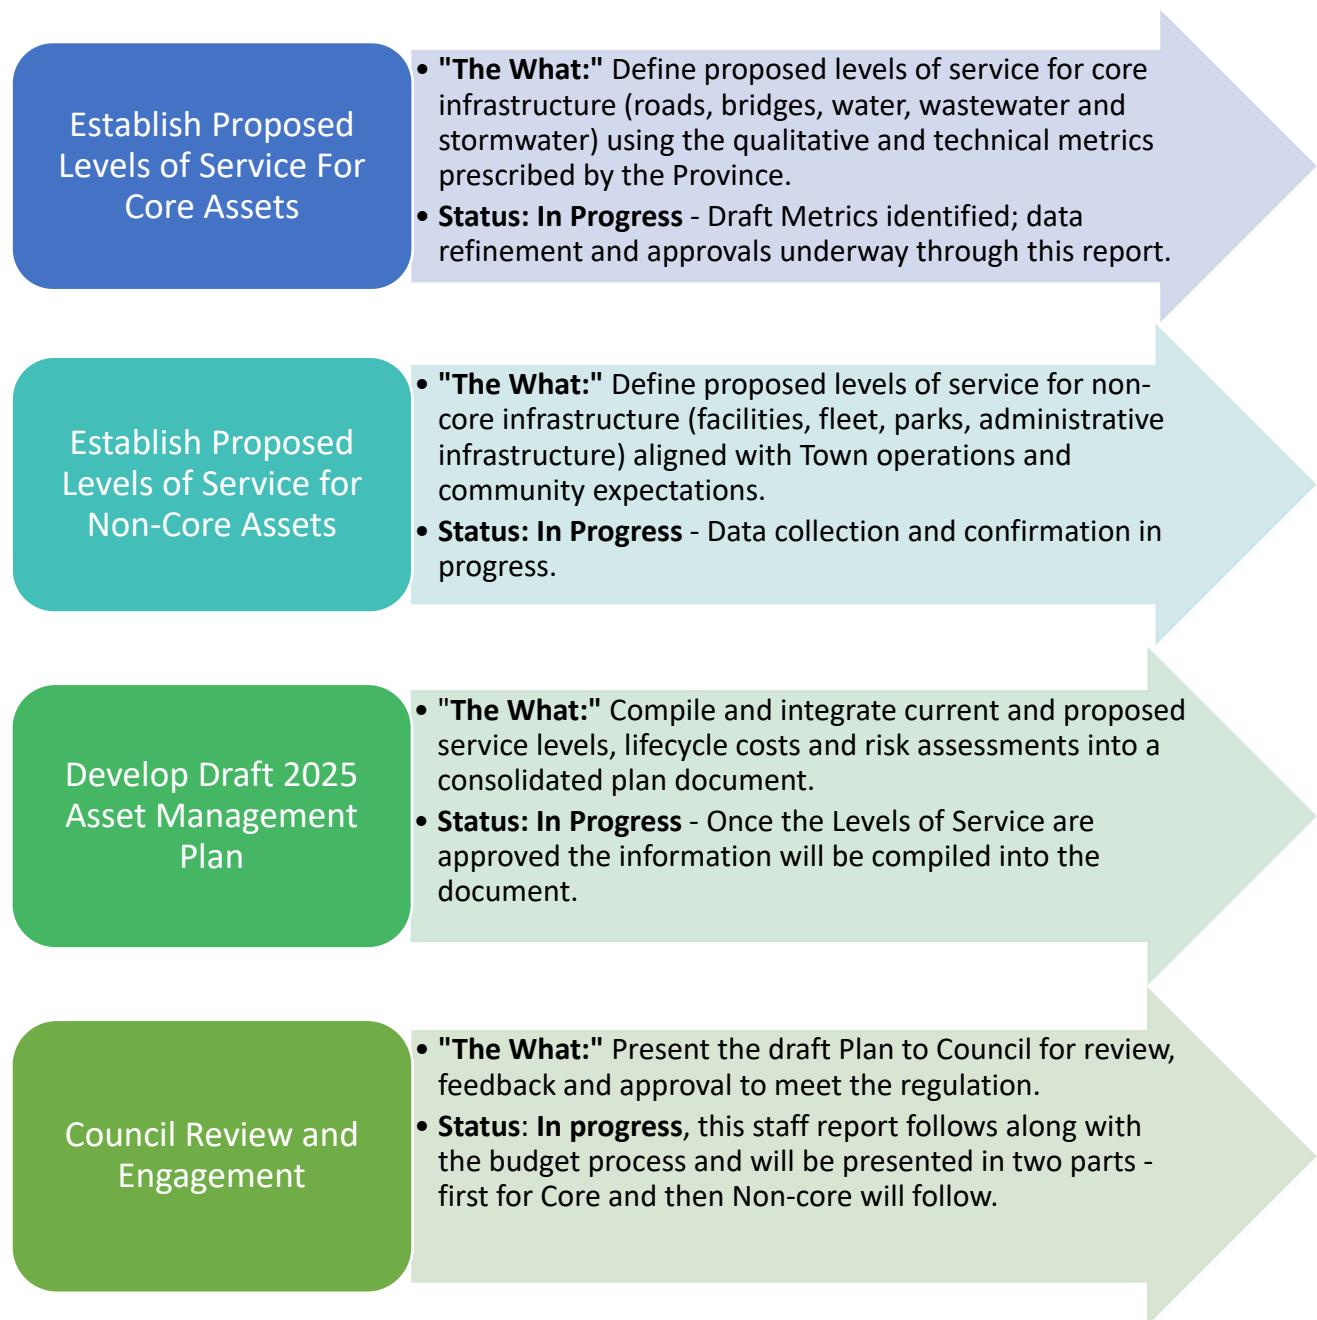 Establish Proposed
Levels of Service For
Core Assets
• "The What:" Define proposed levels of service for core
infrastructure (roads, bridges, water, wastewater and
stormwater) using the qualitative and technical metrics
prescribed by the Province.
• Status: In Progress - Draft Metrics identified; data
refinement and approvals underway through this report.
Establish Proposed
Levels of Service for
Non-Core Assets
• "The What:" Define proposed levels of service for non-
core infrastructure (facilities, fleet, parks, administrative
infrastructure) aligned with Town operations and
community expectations.
• Status: In Progress - Data collection and confirmation in
progress.
Develop Draft 2025
Asset Management
Plan
• "The What:" Compile and integrate current and proposed
service levels, lifecycle costs and risk assessments into a
consolidated plan document.
• Status: In Progress - Once the Levels of Service are
approved the information will be compiled into the
document.
Council Review and
Engagement
• "The What:" Present the draft Plan to Council for review,
feedback and approval to meet the regulation.
• Status: In progress, this staff report follows along with
the budget process and will be presented in two parts -
first for Core and then Non-core will follow.